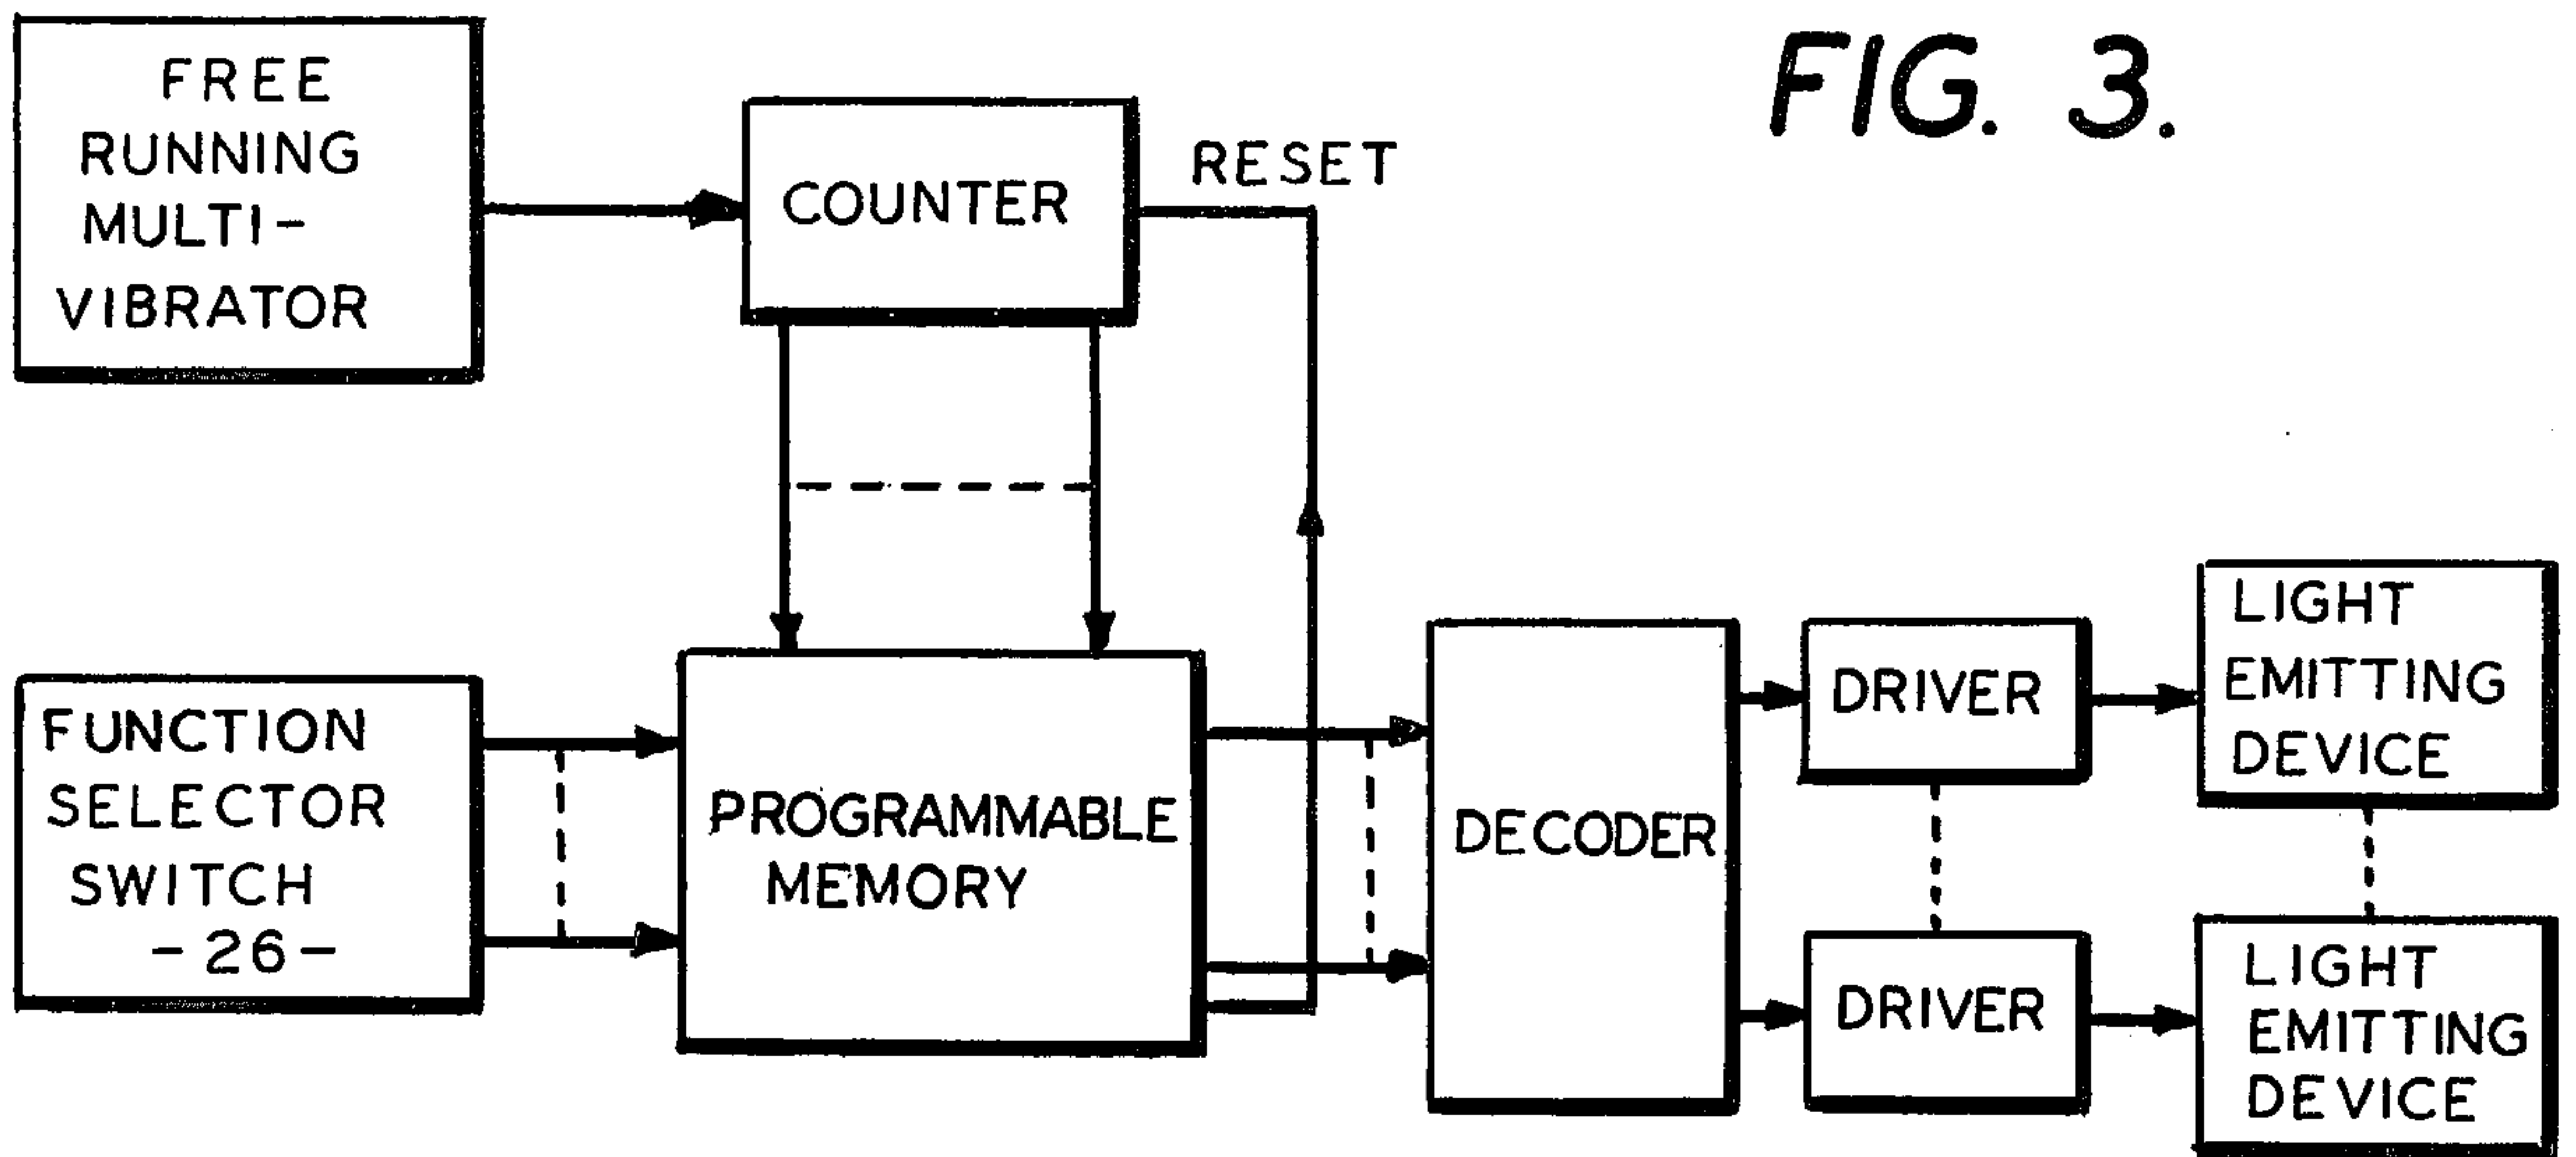 FREE
RUNNING
MULTI-
VIBRATOR
COUNTER
RESET
FIG. 3.
FUNCTION
SELECTOR
SWITCH
-26-
PROGRAMMABLE
MEMORY
DECODER
DRIVER
LIGHT
EMITTING
DEVICE
DRIVER
LIGHT
EMITTING
DEVICE